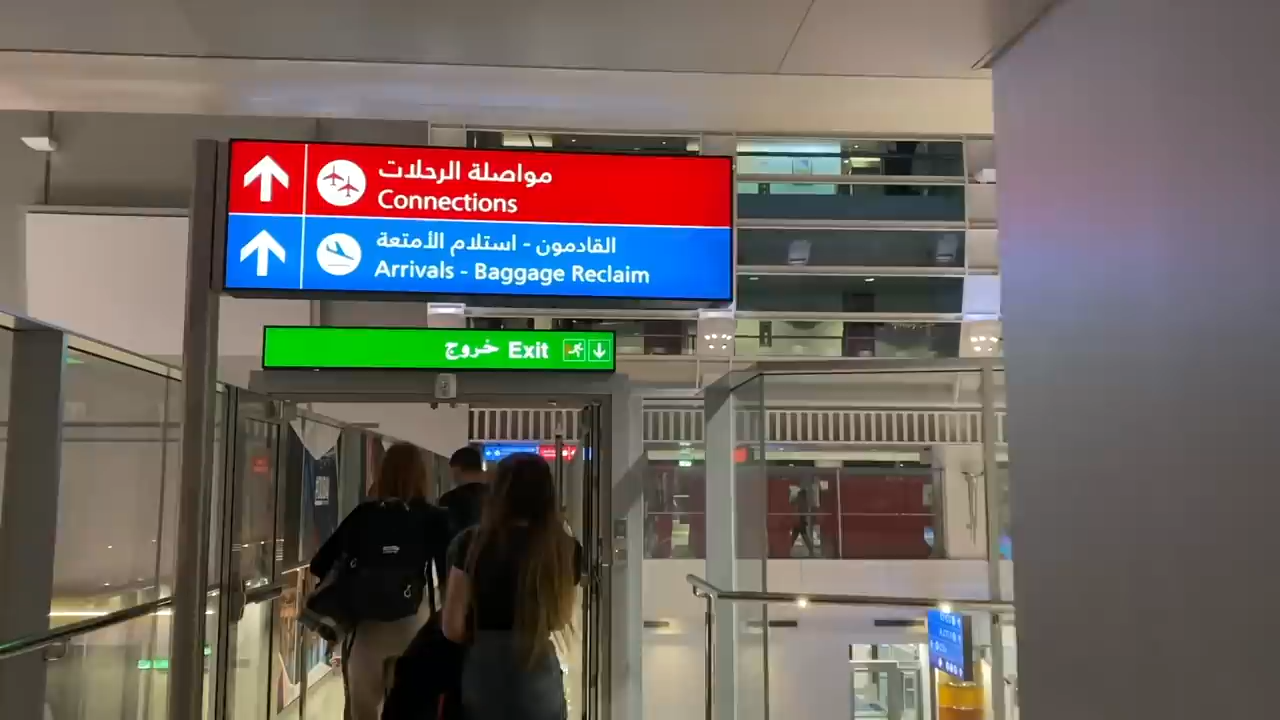 مواصلة الرحلات
Connections
القادمون - استلام الأمتعة
Arrivals - Baggage Reclaim
خروج Exit